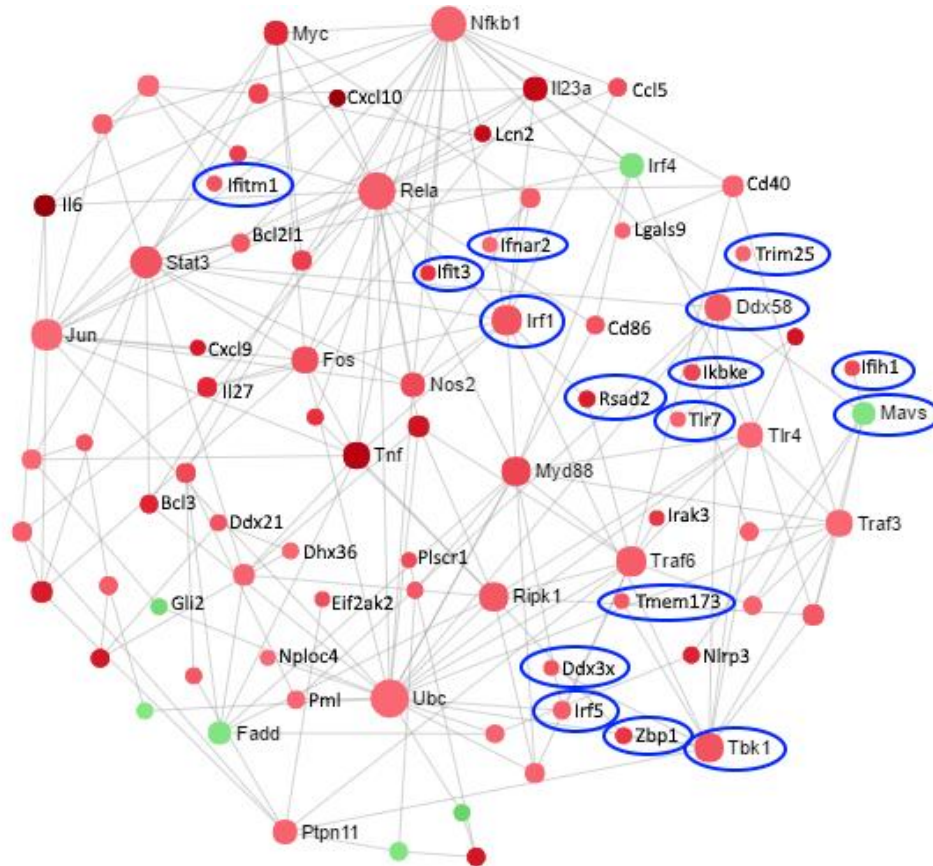 Nfkb1
Myc
Il23a
Ccl5
Cxcl10
Lcn2
Irf4
Ifitm1
Rela
Cd40
Il6
Lgals9
Bcl2l1
Ifnar2
Trim25
Stat3
Ifit3
Ddx58
Irf1
Cd86
Jun
Cxcl9
Fos
Ikbke
Ifih1
Il27
Nos2
Rsad2
Tlr7
Mavs
Tlr4
Tnf
Myd88
Bcl3
Ddx21
Irak3
Traf3
Dhx36
Plscr1
Traf6
Gli2
Eif2ak2
Ripk1
Tmem173
Nploc4
Nlrp3
Ddx3x
Pml
Ubc
Irf5
Fadd
Zbp1
Tbk1
Ptpn11